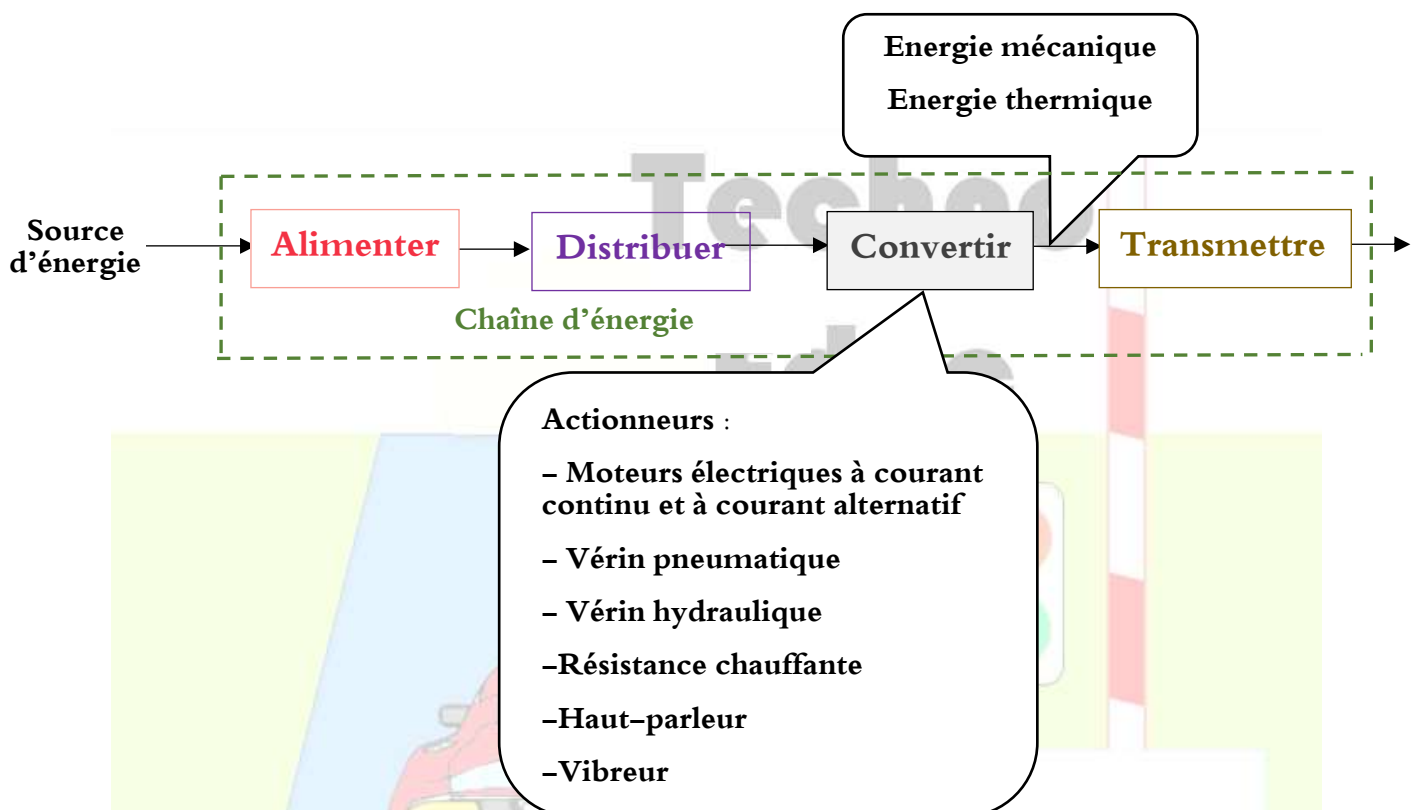 Energie mécanique
Energie thermique
Techno
Source
d’énergie
Alimenter
Distribuer
Convertir
Transmettre
Chaîne d’énergie
Actionneurs :
– Moteurs électriques à courant
continu et à courant alternatif
– Vérin pneumatique
– Vérin hydraulique
–Résistance chauffante
–Haut–parleur
–Vibreur